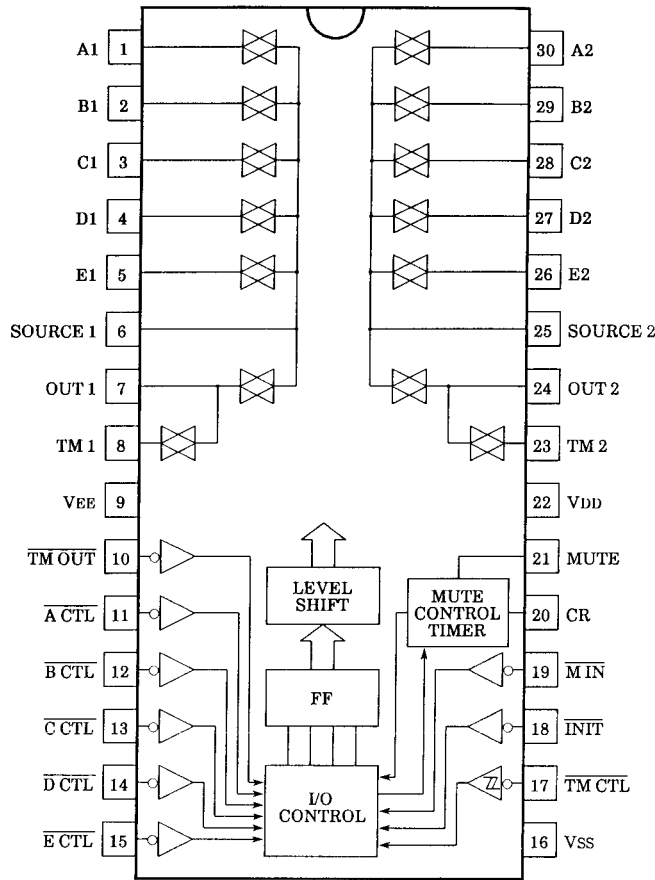 A1 1 30 A2
B1 2 29 B2
C1 3 28 C2
D1 4 27 D2
E1 5 26 E2
SOURCE 1 6 25 SOURCE 2
OUT 1 7 24 OUT 2
TM 1 8 23 TM 2
VEE 9 22 VDD
TM OUT 10 21 MUTE
LEVEL
SHIFT
MUTE
CONTROL
TIMER
A CTL 11 20 CR
B CTL 12 19 M IN
FF
C CTL 13 18 INIT
D CTL 14 17 TM CTL
I/O
CONTROL
E CTL 15 16 VSS